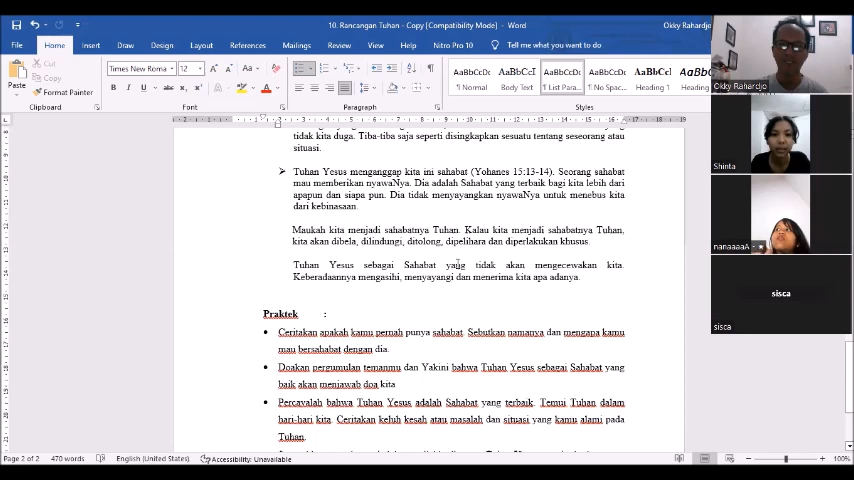 10. Rancangan Tuhan - Copy [Compatibility Mode] - Word
Okky Rahardjo
File Home Insert Draw Design Layout References Mailings Review View Help Nitro Pro 10 Tell me what you want to do
Paste
Cut
Copy
Format Painter
Times New Roma 12
¶ Normal
Body Text
¶ List Para...
¶ No Spac...
Heading 1
Heading 2
Clipboard Font Paragraph Styles
tidak kita duga. Tiba-tiba saja seperti disingkapkan sesuatu tentang seseorang atau
situasi.
Tuhan Yesus menganggap kita ini sahabat (Yohanes 15:13-14). Seorang sahabat
mau memberikan nyawaNya. Dia adalah Sahabat yang terbaik bagi kita lebih dari
apapun dan siapa pun. Dia tidak menyayangkan nyawaNya untuk menebus kita
dari kebinasaan.
Maukah kita menjadi sahabatnya Tuhan. Kalau kita menjadi sahabatnya Tuhan,
kita akan dibela, dilindungi, ditolong, dipelihara dan diperlakukan khusus.
Tuhan Yesus sebagai Sahabat yang tidak akan mengecewakan kita.
Keberadaannya mengasihi, menyayangi dan menerima kita apa adanya.
Praktek :
Ceritakan apakah kamu pernah punya sahabat. Sebutkan namanya dan mengapa kamu
mau bersahabat dengan dia.
Doakan pergumulan temanmu dan Yakini bahwa Tuhan Yesus sebagai Sahabat yang
baik akan menjawab doa kita
Percayalah bahwa Tuhan Yesus adalah Sahabat yang terbaik. Temui Tuhan dalam
hari-hari kita. Ceritakan keluh kesah atau masalah dan situasi yang kamu alami pada
Tuhan.
Page 2 of 2 470 words English (United States) Accessibility: Unavailable 100%
Okky Rahardjo
Shinta
nanaaaaA
sisca
sisca